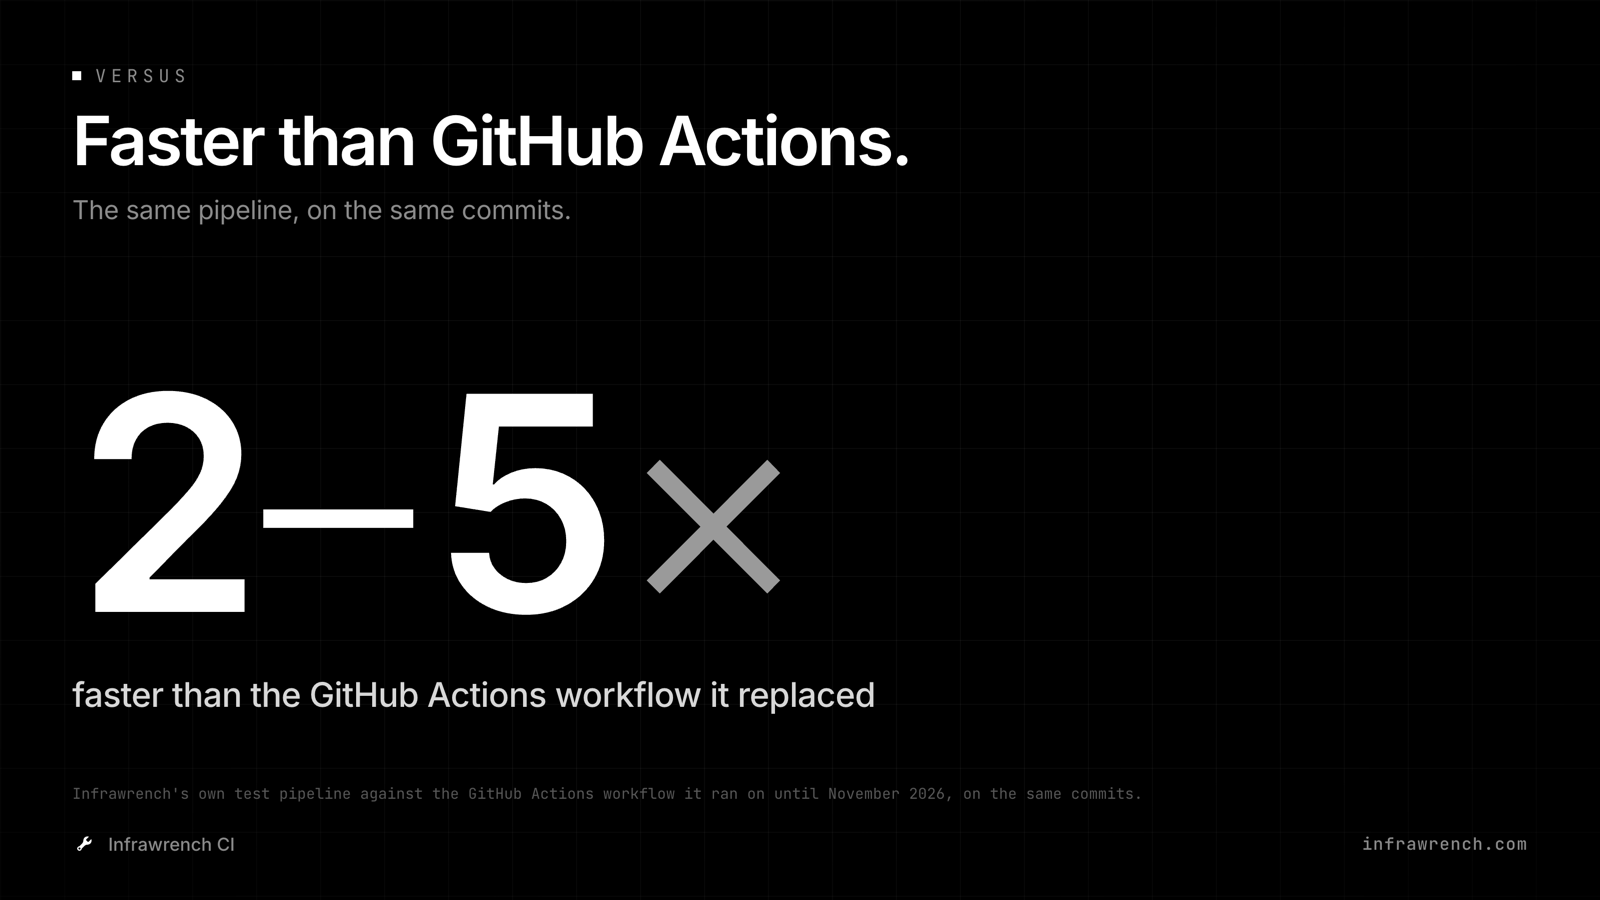 VERSUS
Faster than GitHub Actions.
The same pipeline, on the same commits.
2–5×
faster than the GitHub Actions workflow it replaced
Infrawrench's own test pipeline against the GitHub Actions workflow it ran on until November 2026, on the same commits.
Infrawrench CI
infrawrench.com